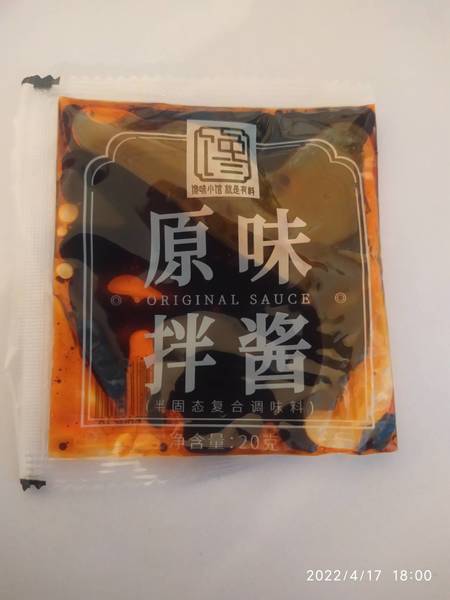 馋味小馆 就是有料
原味
ORIGINAL SAUCE
拌酱
(半固态复合调味料)
净含量:20克
2022/4/17 18:00